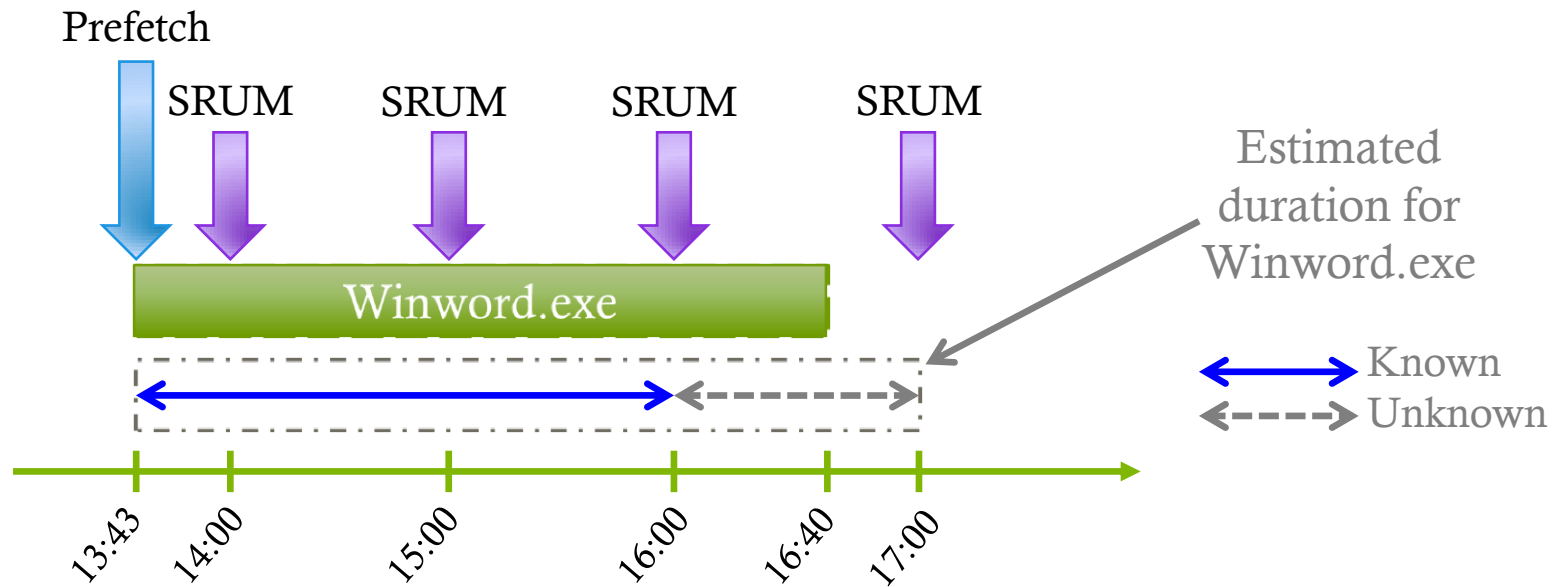 Prefetch
SRUM
SRUM
SRUM
SRUM
Estimated
duration for
Winword.exe
Winword.exe
Known
Unknown
13:43
14:00
15:00
16:00
16:40
17:00